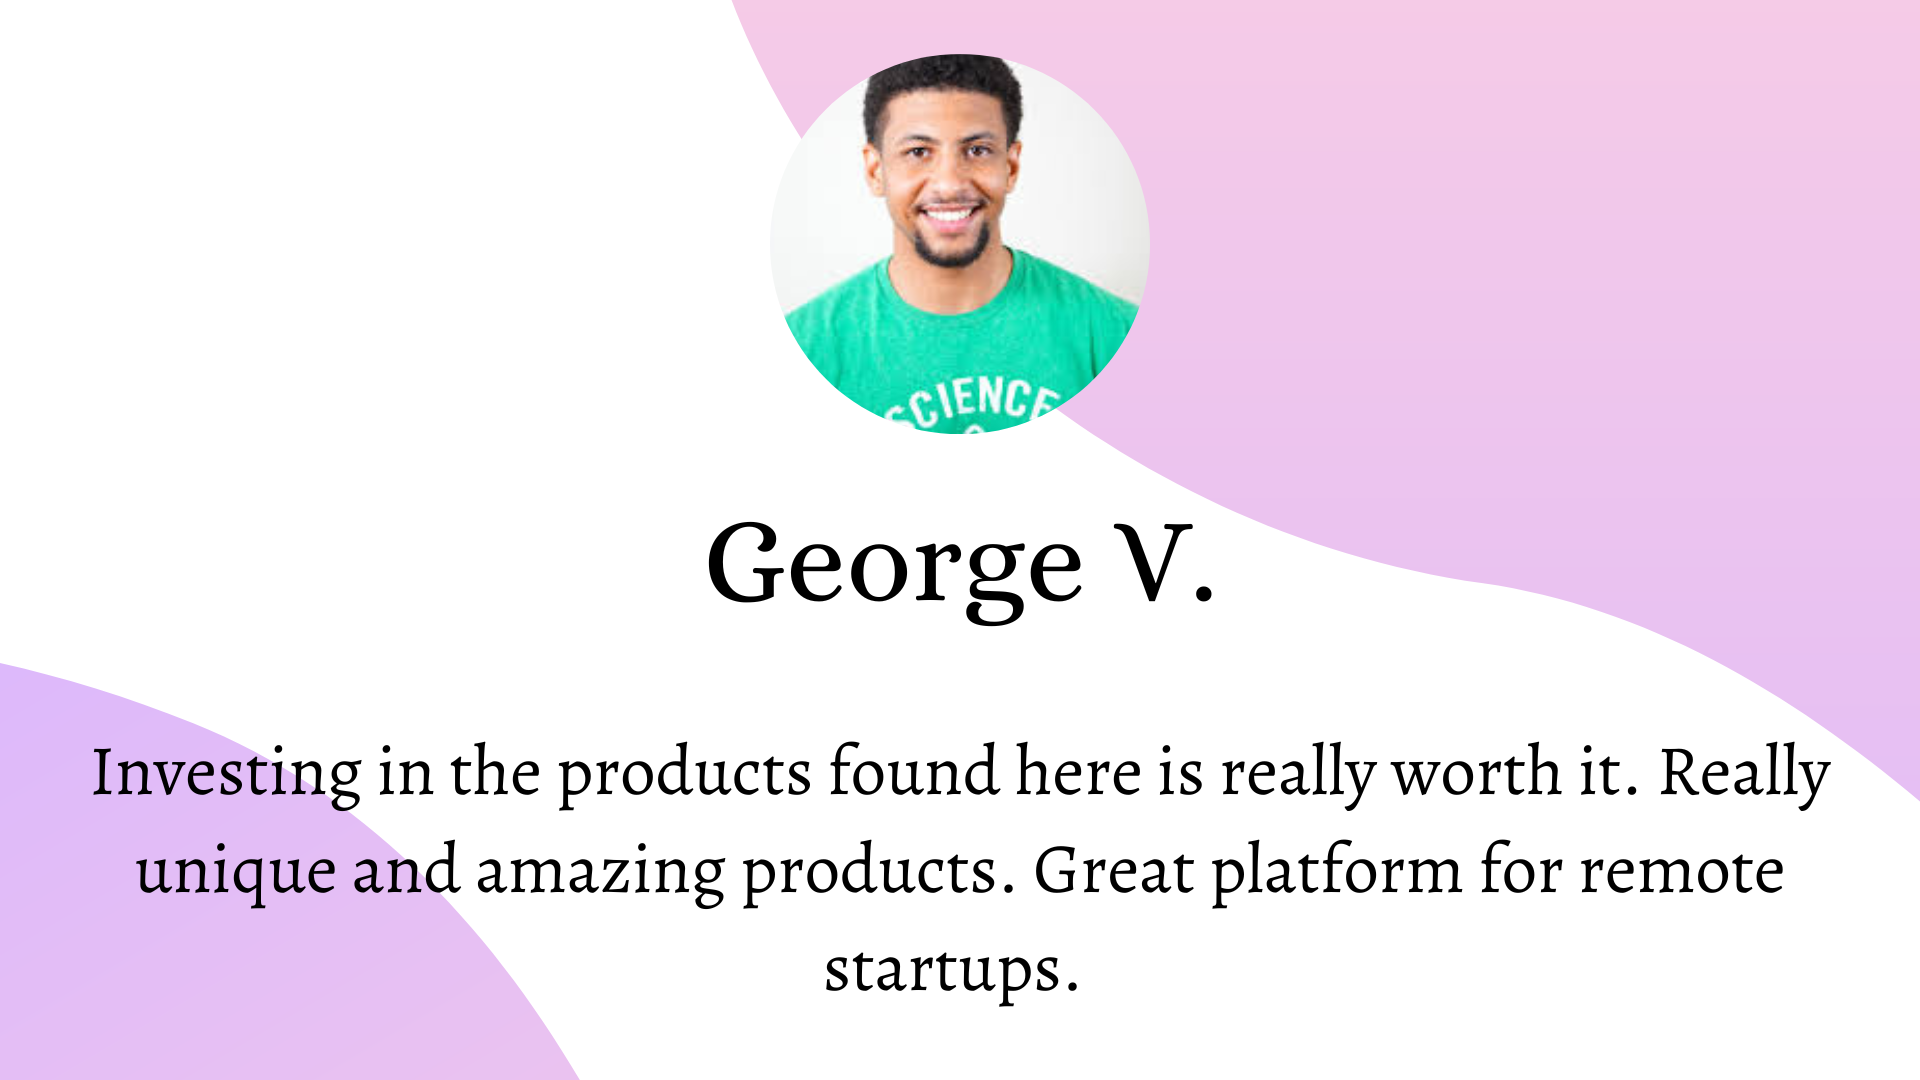 SCIENCE
George V.
Investing in the products found here is really worth it. Really
unique and amazing products. Great platform for remote
startups.